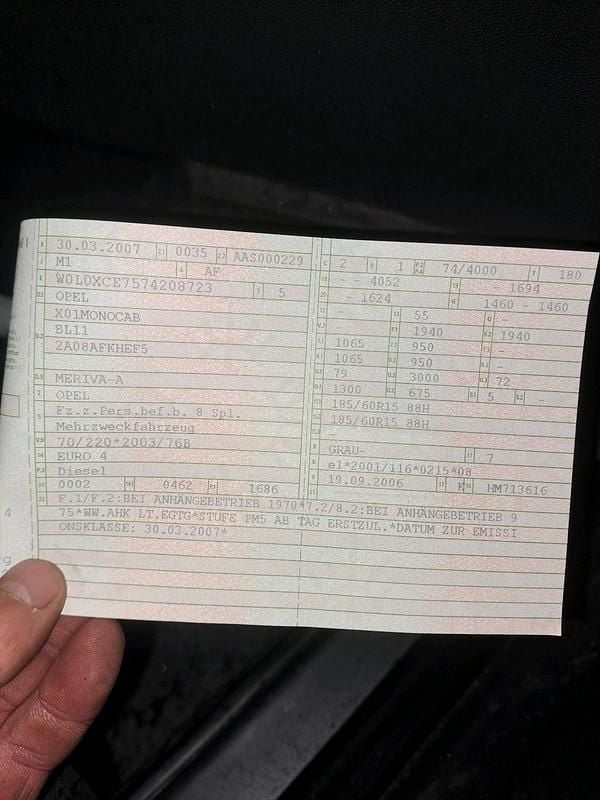 30.03.2007 0035 AAS000229
M1 AF
W0L0XCE7574208723 5
OPEL
X01MONOCAB
BL11
2A08AFKHEF5
MERIVA-A
OPEL
Fz.z.Pers.bef.b. 8 Spl.
Mehrzweckfahrzeug
70/220*2003/76B
EURO 4
Diesel
0002 0462 1686
2 1 74/4000 180
- - 4052 - 1694
- 1624 1460 - 1460
- 55 -
1940 1940
1065 950 -
1065 950 -
79 3000 72
1300 675 5 -
185/60R15 88H
185/60R15 88H
-
GRAU- 7
e1*2001/116*0215*08
19.09.2006 K HM713616
F.1/F.2:BEI ANHÄNGEBETRIEB 1970*7.2/8.2:BEI ANHÄNGEBETRIEB 9
75*WW.AHK LT.EGTG*STUFE PM5 AB TAG ERSTZUL.*DATUM ZUR EMISSI
ONSKLASSE: 30.03.2007*